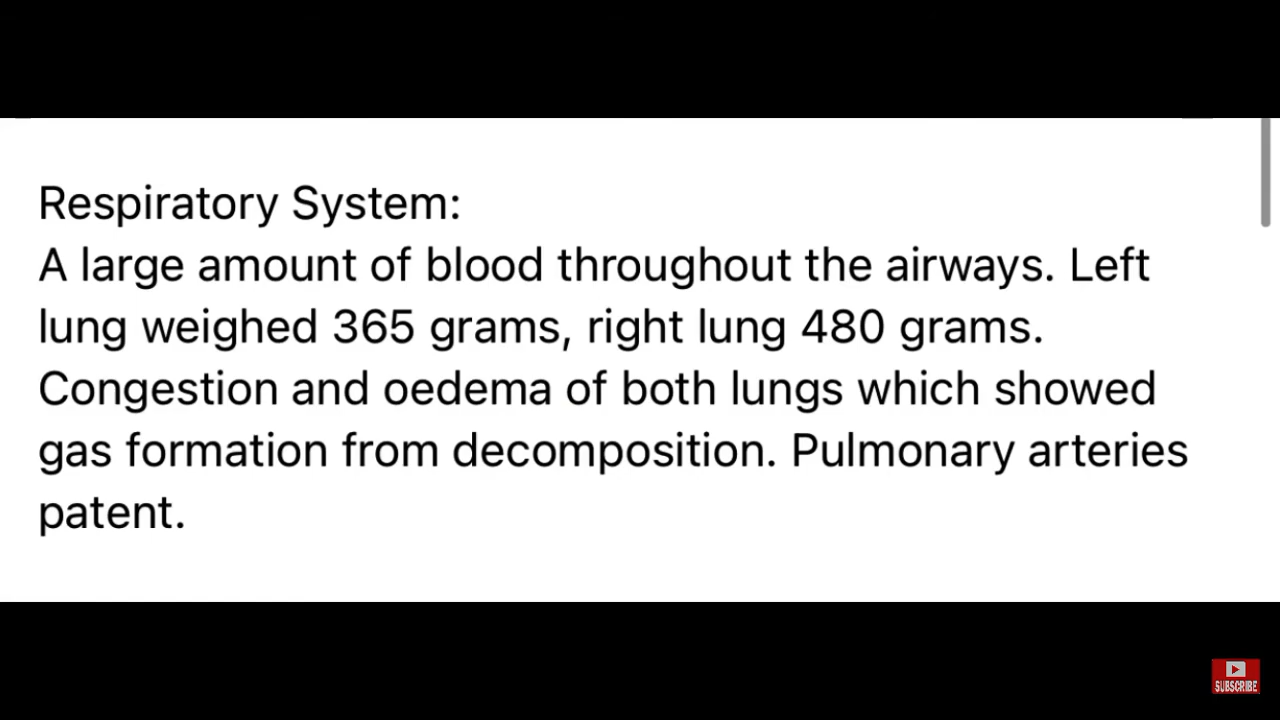 Respiratory System:
A large amount of blood throughout the airways. Left
lung weighed 365 grams, right lung 480 grams.
Congestion and oedema of both lungs which showed
gas formation from decomposition. Pulmonary arteries
patent.
SUBSCRIBE